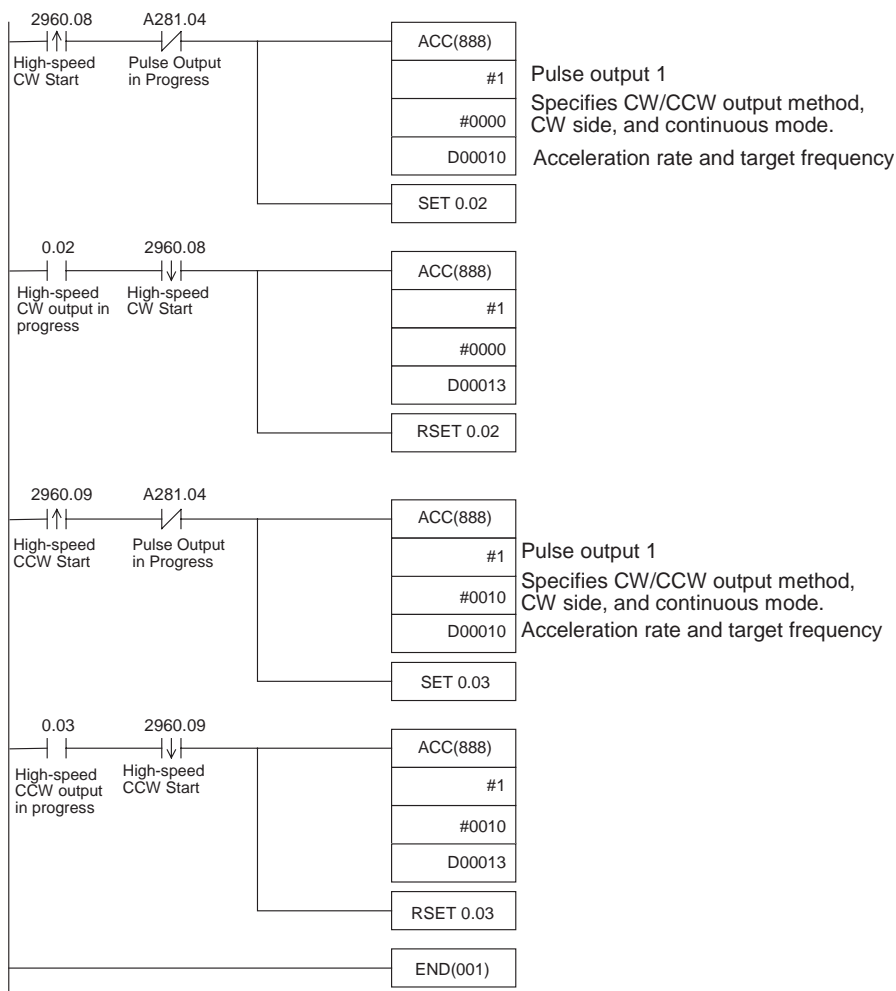 2960.08 A281.04
High-speed CW Start
Pulse Output in Progress
ACC(888)
#1 Pulse output 1
#0000 Specifies CW/CCW output method, CW side, and continuous mode.
D00010 Acceleration rate and target frequency
SET 0.02
0.02 2960.08
High-speed CW output in progress
High-speed CW Start
ACC(888)
#1
#0000
D00013
RSET 0.02
2960.09 A281.04
High-speed CCW Start
Pulse Output in Progress
ACC(888)
#1 Pulse output 1
#0010 Specifies CW/CCW output method, CW side, and continuous mode.
D00010 Acceleration rate and target frequency
SET 0.03
0.03 2960.09
High-speed CCW output in progress
High-speed CCW Start
ACC(888)
#1
#0010
D00013
RSET 0.03
END(001)